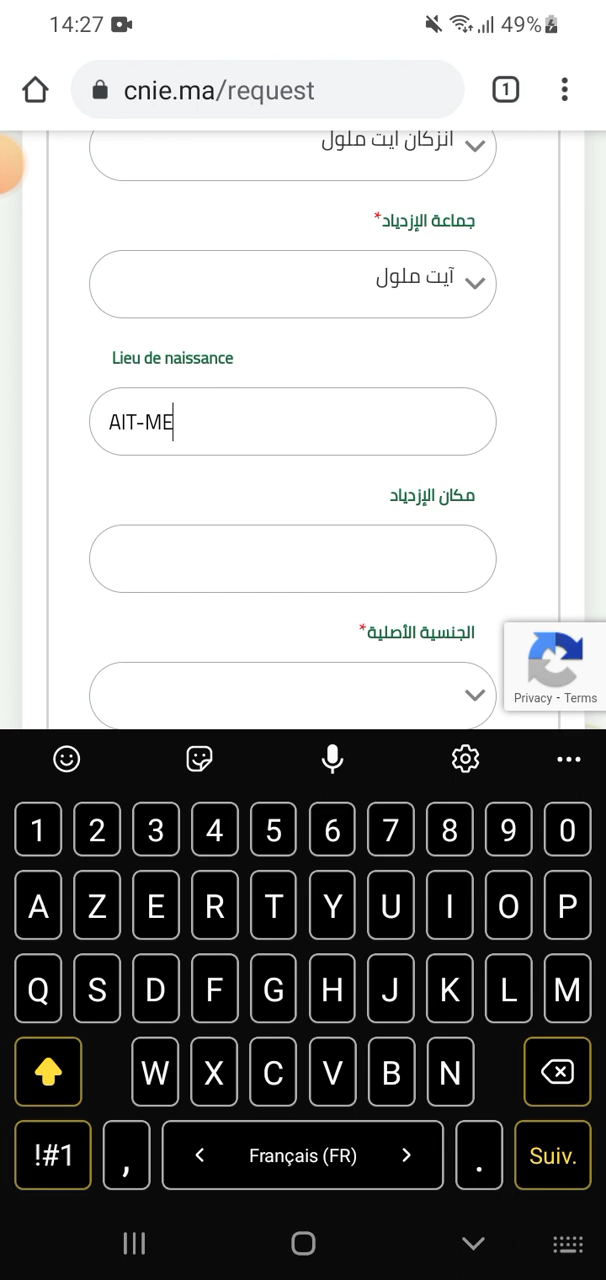 14:27
49%
cnie.ma/request
1
انزكان ايت ملول
جماعة الإزدياد*
آيت ملول
Lieu de naissance
AIT-ME
مكان الإزدياد
الجنسية الأصلية*
Privacy - Terms
1 2 3 4 5 6 7 8 9 0
A Z E R T Y U I O P
Q S D F G H J K L M
W X C V B N
!#1 , < Français (FR) > . Suiv.